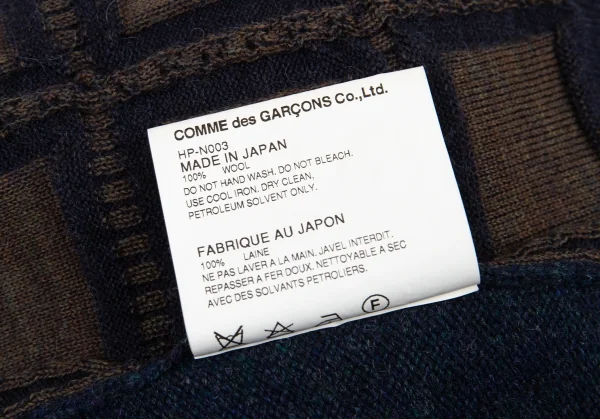 COMME des GARÇONS Co.,Ltd.
HP-N003
MADE IN JAPAN
100% WOOL
DO NOT HAND WASH. DO NOT BLEACH.
USE COOL IRON. DRY CLEAN,
PETROLEUM SOLVENT ONLY.
FABRIQUE AU JAPON
100% LAINE
NE PAS LAVER A LA MAIN. JAVEL INTERDIT.
REPASSER A FER DOUX. NETTOYABLE A SEC
AVEC DES SOLVANTS PETROLIERS.
F